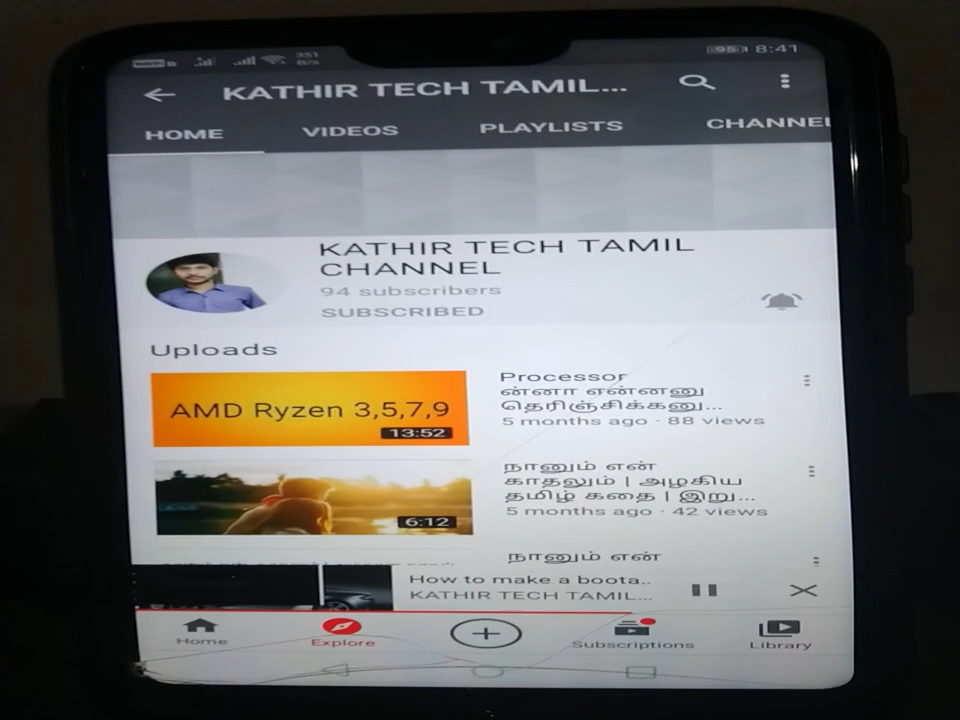 351
B/s
95
8:41
KATHIR TECH TAMIL...
HOME
VIDEOS
PLAYLISTS
CHANNEL
KATHIR TECH TAMIL
CHANNEL
94 subscribers
SUBSCRIBED
Uploads
AMD Ryzen 3,5,7,9
13:52
Processor
ன்னா என்னனு
தெரிஞ்சிக்கனு...
5 months ago · 88 views
6:12
நானும் என்
காதலும் | அழகிய
தமிழ் கதை | இறு...
5 months ago · 42 views
நானும் என்
How to make a boota..
KATHIR TECH TAMIL...
Home
Explore
Subscriptions
Library